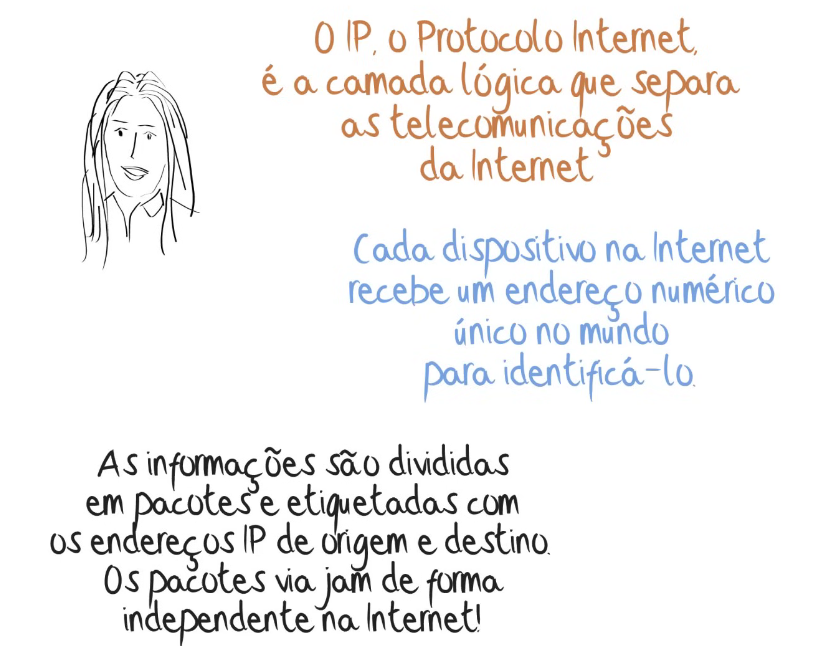 O IP, o Protocolo Internet,
é a camada lógica que separa
as telecomunicações
da Internet
Cada dispositivo na Internet
recebe um endereço numérico
único no mundo
para identificá-lo.
As informações são divididas
em pacotes e etiquetadas com
os endereços IP de origem e destino.
Os pacotes via jam de forma
independente na Internet!